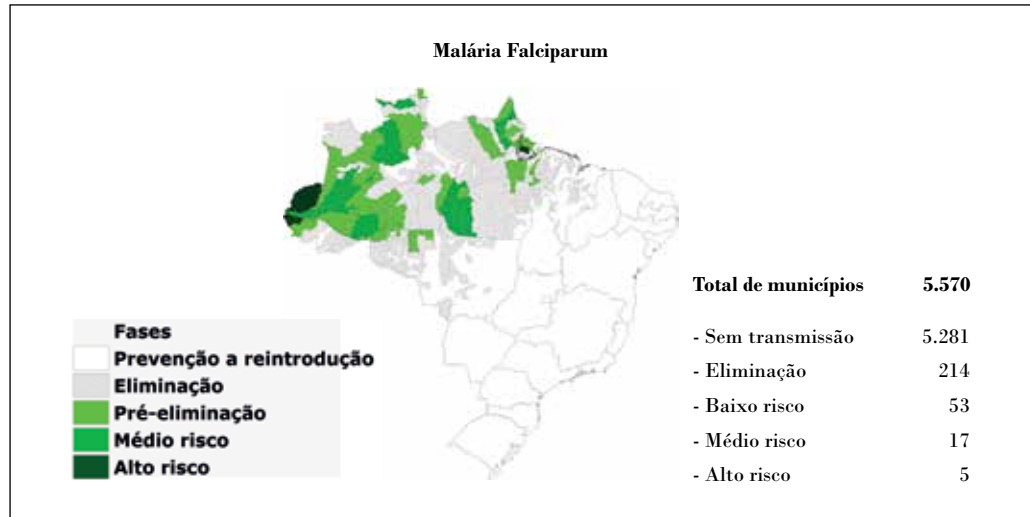 Malária Falciparum
Total de municípios 5.570
- Sem transmissão 5.281
- Eliminação 214
- Baixo risco 53
- Médio risco 17
- Alto risco 5
Fases
Prevenção a reintrodução
Eliminação
Pré-eliminação
Médio risco
Alto risco